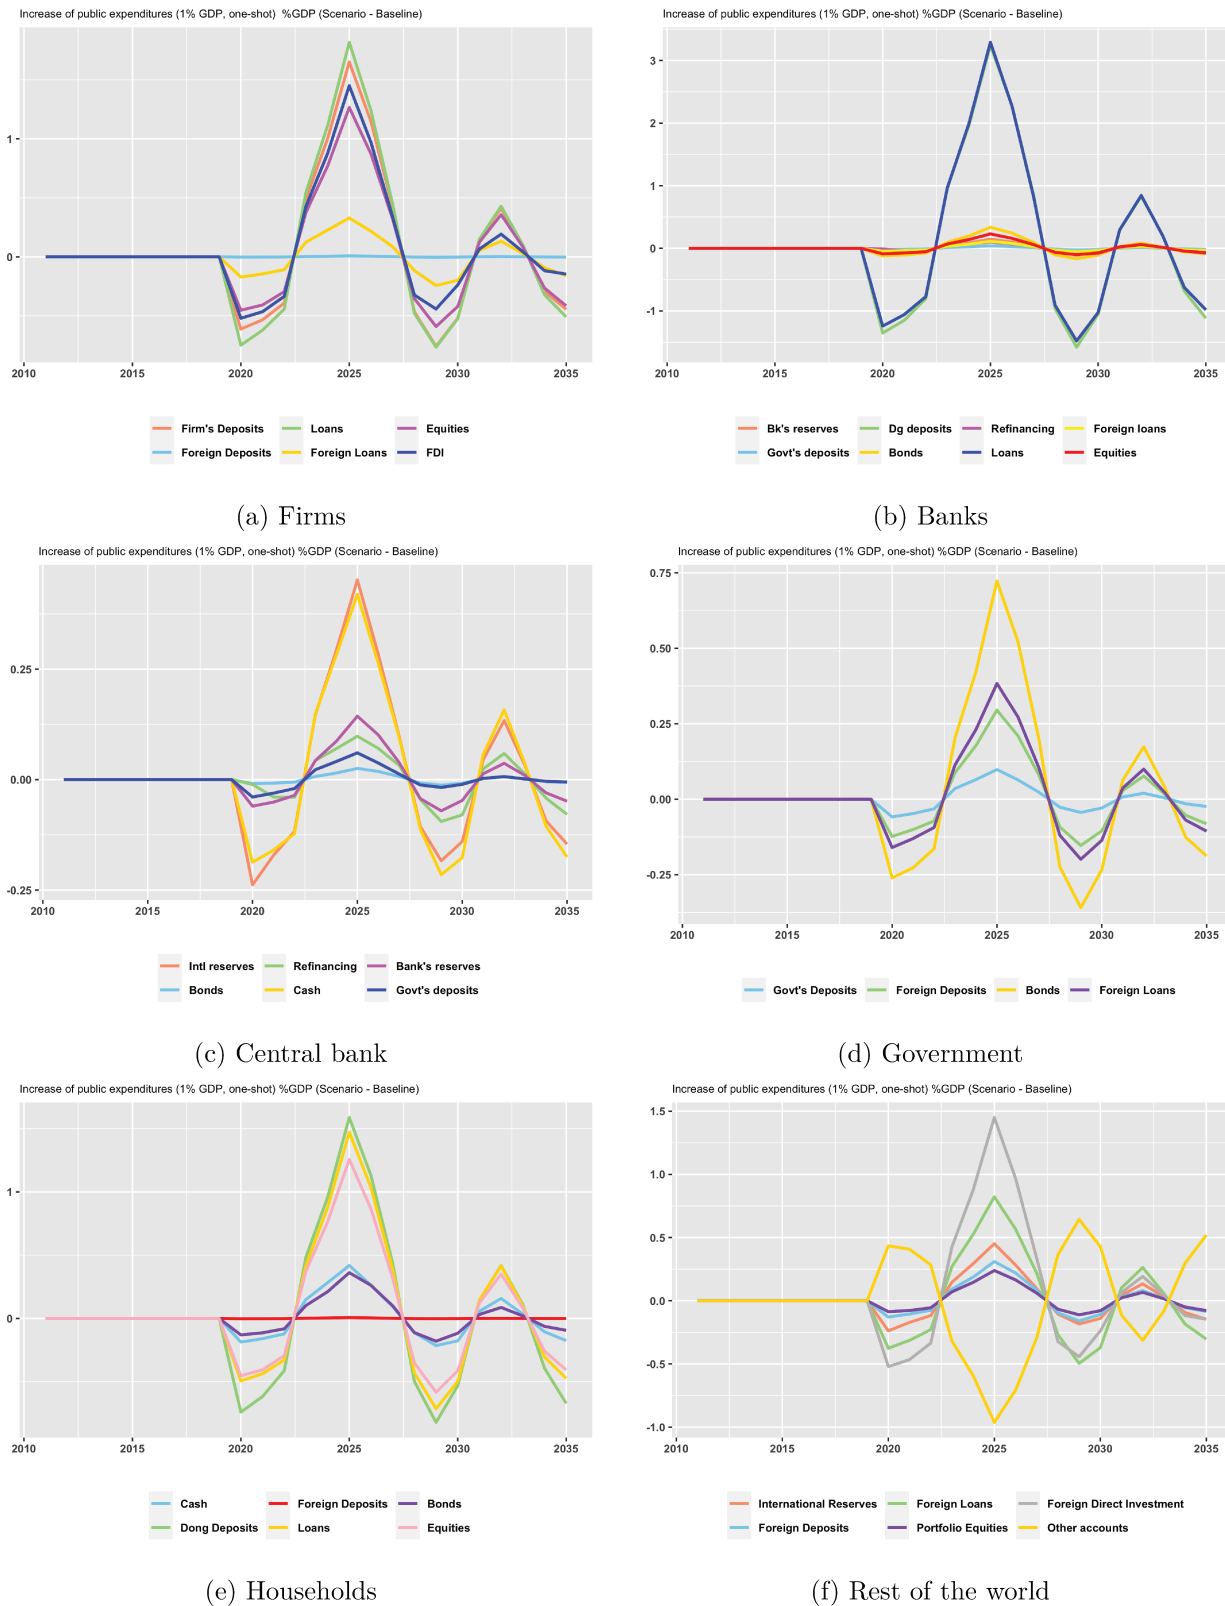 Increase of public expenditures (1% GDP, one-shot)  %GDP (Scenario - Baseline)
1
0
2010 2015 2020 2025 2030 2035
Firm's Deposits Loans Equities
Foreign Deposits Foreign Loans FDI
(a) Firms
Increase of public expenditures (1% GDP, one-shot) %GDP (Scenario - Baseline)
3
2
1
0
-1
2010 2015 2020 2025 2030 2035
Bk's reserves Dg deposits Refinancing Foreign loans
Govt's deposits Bonds Loans Equities
(b) Banks
Increase of public expenditures (1% GDP, one-shot) %GDP (Scenario - Baseline)
0.25
0.00
-0.25
2010 2015 2020 2025 2030 2035
Intl reserves Refinancing Bank's reserves
Bonds Cash Govt's deposits
(c) Central bank
Increase of public expenditures (1% GDP, one-shot) %GDP (Scenario - Baseline)
0.75
0.50
0.25
0.00
-0.25
2010 2015 2020 2025 2030 2035
Govt's Deposits Foreign Deposits Bonds Foreign Loans
(d) Government
Increase of public expenditures (1% GDP, one-shot) %GDP (Scenario - Baseline)
1
0
2010 2015 2020 2025 2030 2035
Cash Foreign Deposits Bonds
Dong Deposits Loans Equities
(e) Households
Increase of public expenditures (1% GDP, one-shot) %GDP (Scenario - Baseline)
1.5
1.0
0.5
0.0
-0.5
-1.0
2010 2015 2020 2025 2030 2035
International Reserves Foreign Loans Foreign Direct Investment
Foreign Deposits Portfolio Equities Other accounts
(f) Rest of the world